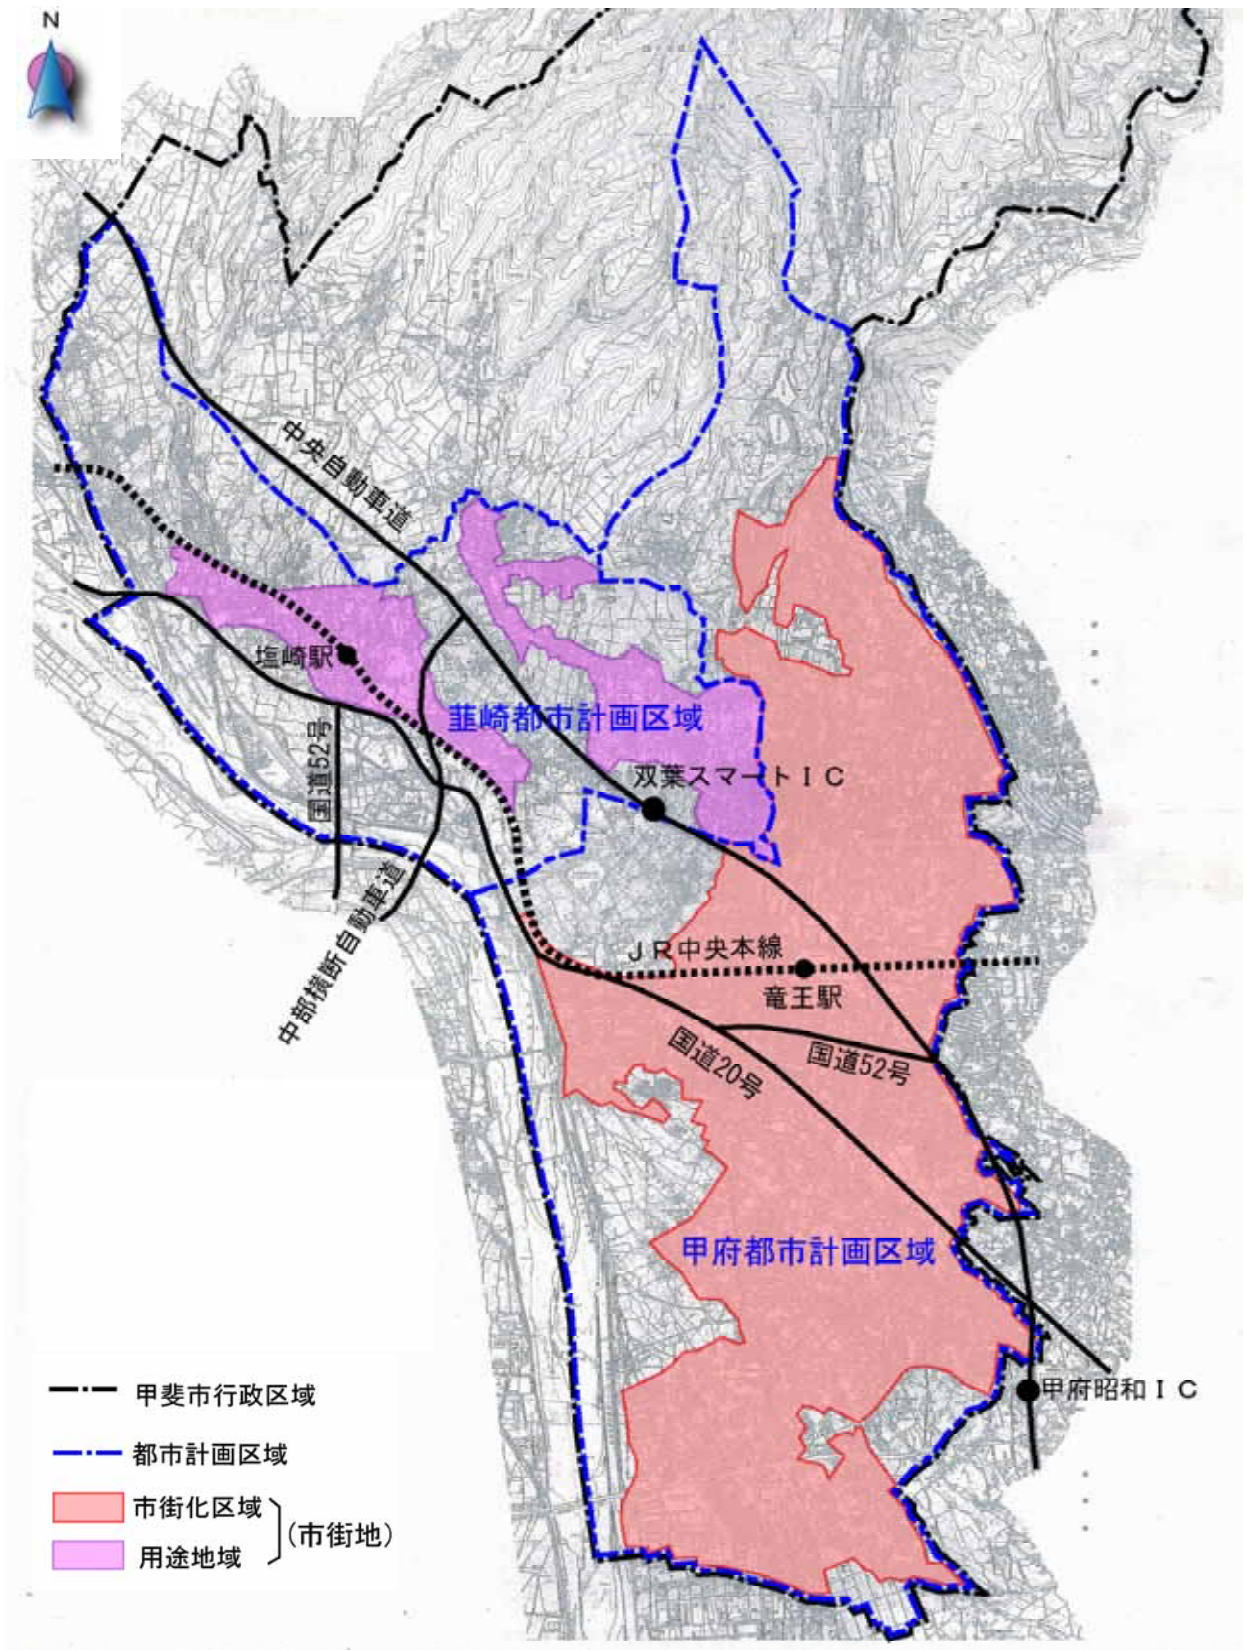 N
中央自動車道
塩崎駅
韮崎都市計画区域
国道52号
双葉スマートＩＣ
中部横断自動車道
ＪＲ中央本線
竜王駅
国道20号
国道52号
甲府都市計画区域
甲府昭和ＩＣ
甲斐市行政区域
都市計画区域
市街化区域
(市街地)
用途地域